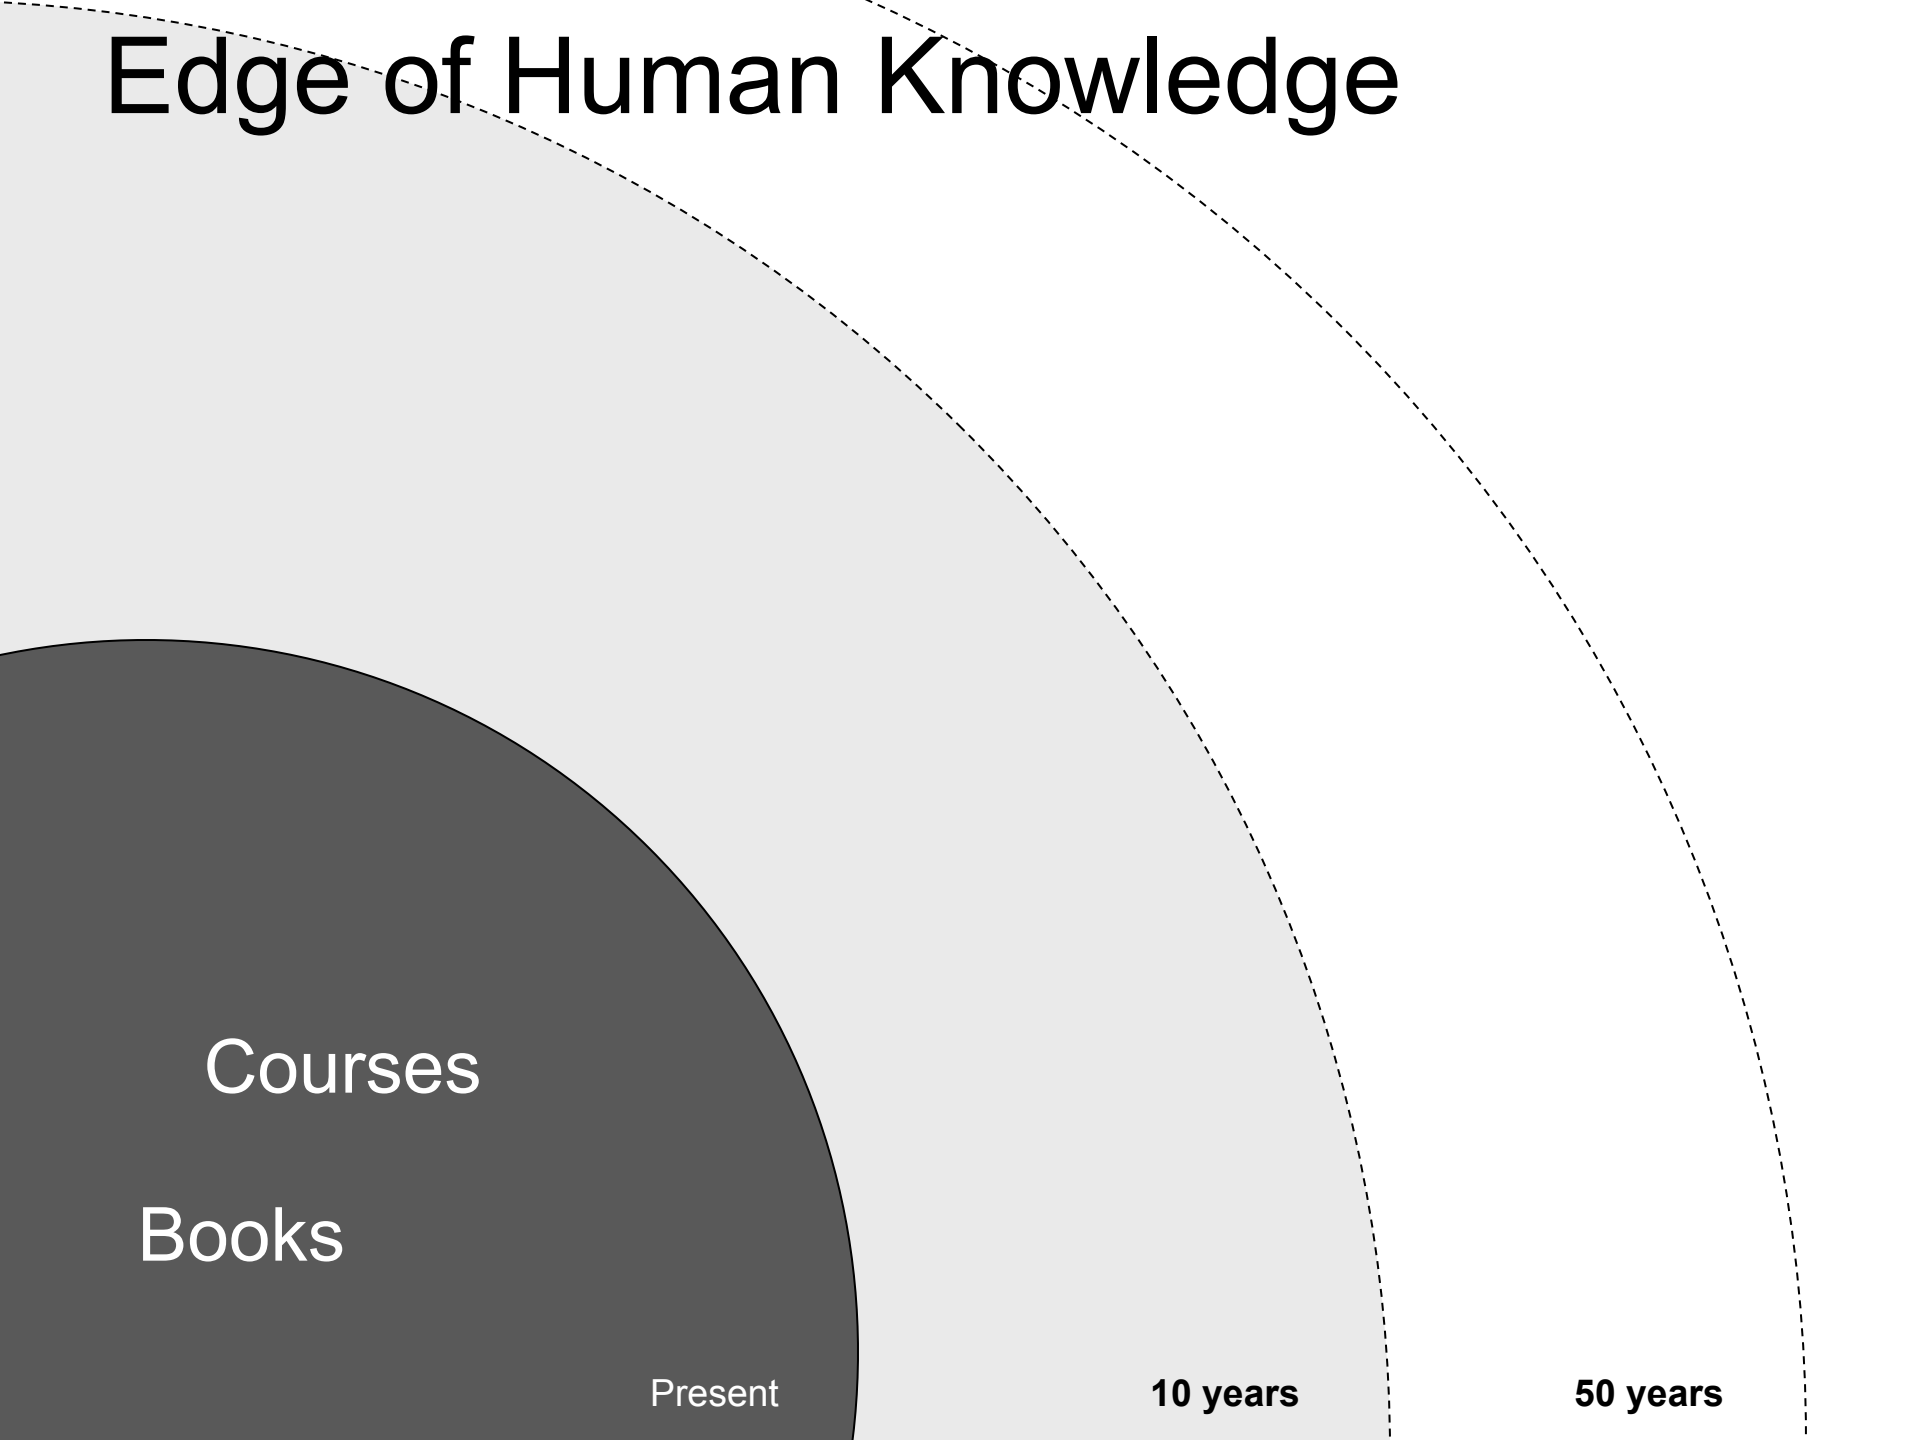 Edge of Human Knowledge
Courses
Books
Present
10 years
50 years